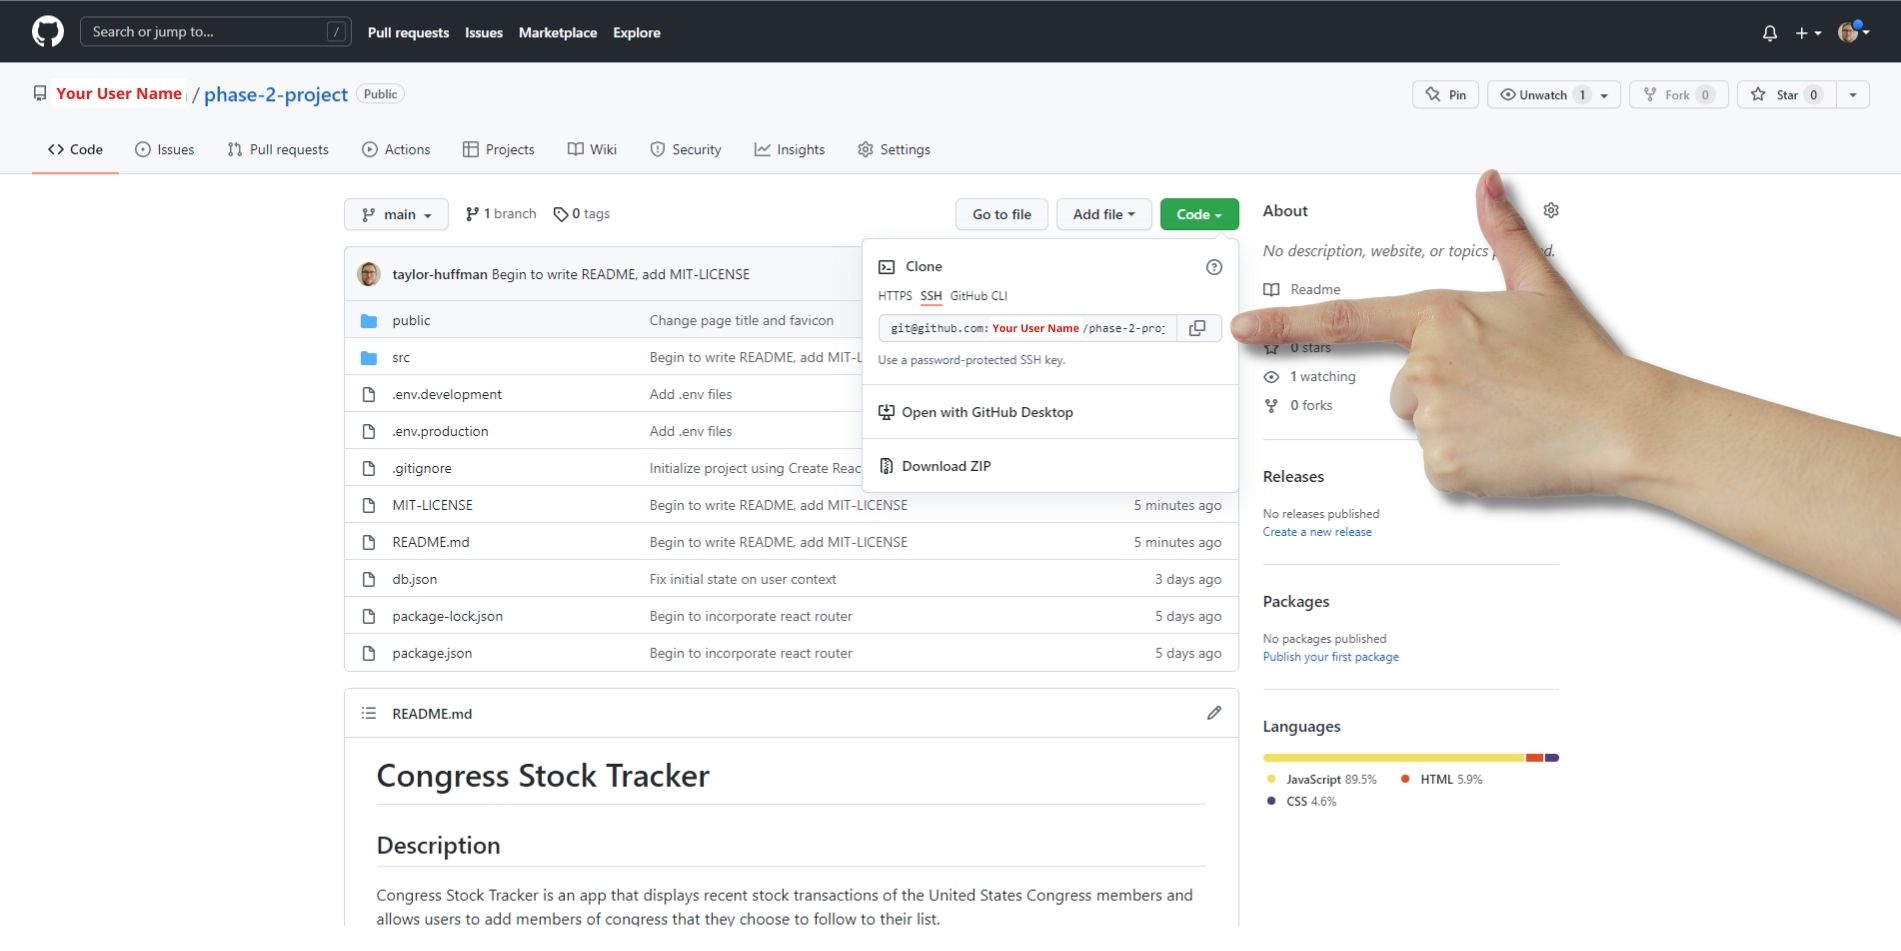 Search or jump to... /
Pull requests Issues Marketplace Explore
Your User Name / phase-2-project Public
Pin Unwatch 1 Fork 0 Star 0
Code Issues Pull requests Actions Projects Wiki Security Insights Settings
main 1 branch 0 tags Go to file Add file Code
taylor-huffman Begin to write README, add MIT-LICENSE
public Change page title and favicon
src Begin to write README, add MIT-L
.env.development Add .env files
.env.production Add .env files
.gitignore Initialize project using Create Reac
MIT-LICENSE Begin to write README, add MIT-LICENSE 5 minutes ago
README.md Begin to write README, add MIT-LICENSE 5 minutes ago
db.json Fix initial state on user context 3 days ago
package-lock.json Begin to incorporate react router 5 days ago
package.json Begin to incorporate react router 5 days ago
Clone
HTTPS SSH GitHub CLI
git@github.com: Your User Name /phase-2-pro
Use a password-protected SSH key.
Open with GitHub Desktop
Download ZIP
README.md
Congress Stock Tracker
Description
Congress Stock Tracker is an app that displays recent stock transactions of the United States Congress members and
allows users to add members of congress that they choose to follow to their list.
About
No description, website, or topics
Readme
0 stars
1 watching
0 forks
Releases
No releases published
Create a new release
Packages
No packages published
Publish your first package
Languages
JavaScript 89.5% HTML 5.9%
CSS 4.6%